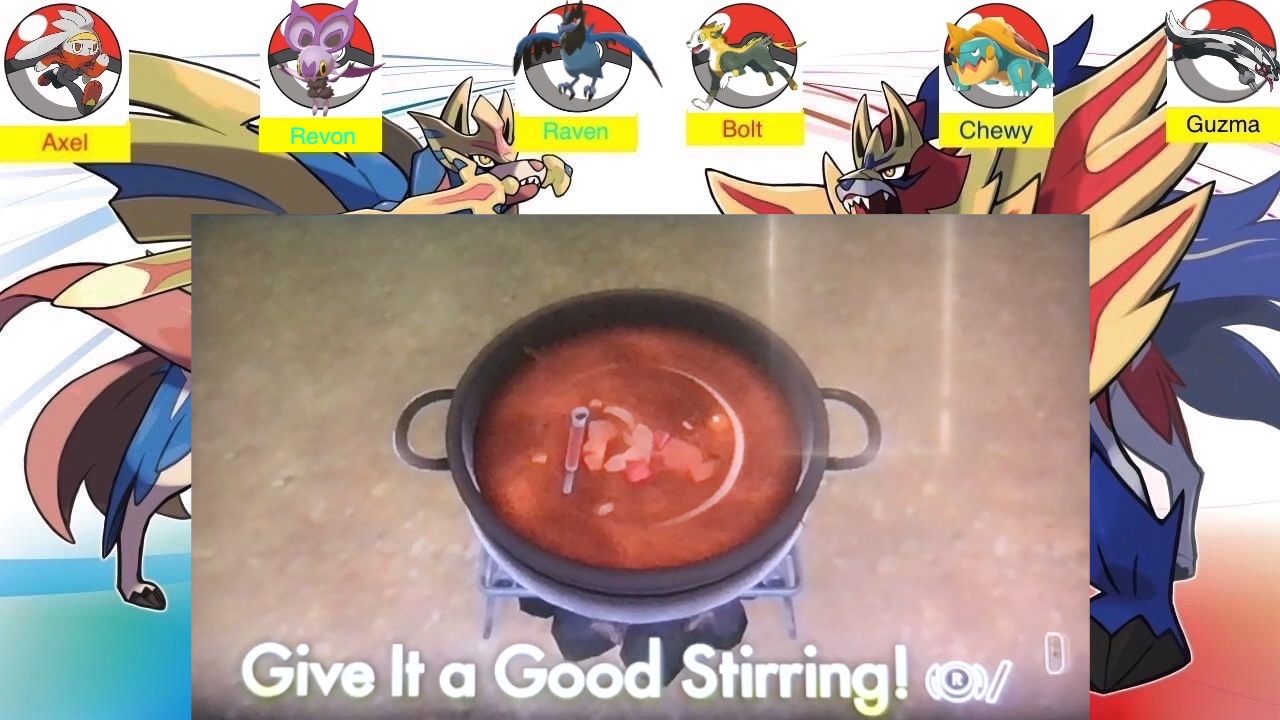 Axel
Revon
Raven
Bolt
Chewy
Guzma
Give It a Good Stirring! R